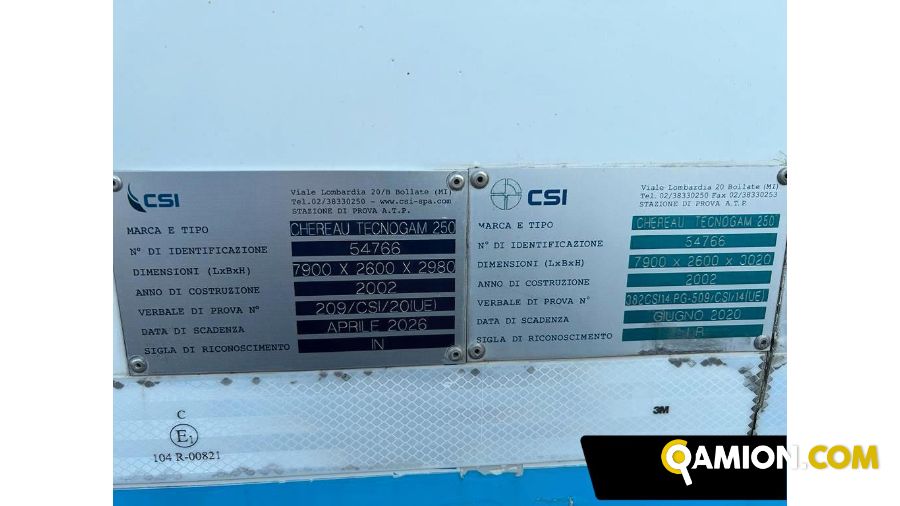 CSI
Viale Lombardia 20/B Bollate (MI)
Tel. 02/38330250 - www.csi-spa.com
STAZIONE DI PROVA A.T.P.
MARCA E TIPO CHEREAU TECNOGAM 250
N° DI IDENTIFICAZIONE 54766
DIMENSIONI (LxBxH) 7900 X 2600 X 2980
ANNO DI COSTRUZIONE 2002
VERBALE DI PROVA N° 209/CSI/20(UE)
DATA DI SCADENZA APRILE 2026
SIGLA DI RICONOSCIMENTO IN
CSI
Viale Lombardia 20 Bollate (MI)
Tel. 02/38330250 Fax 02/38330253
STAZIONE DI PROVA A.T.P.
MARCA E TIPO CHEREAU TECNOGAM 250
N° DI IDENTIFICAZIONE 54766
DIMENSIONI (LxBxH) 7900 X 2600 X 3020
ANNO DI COSTRUZIONE 2002
VERBALE DI PROVA N° 382CSI14.PG-509/CSI/14(UE)
DATA DI SCADENZA GIUGNO 2020
SIGLA DI RICONOSCIMENTO
C
E1
104 R-00821
3M
QAMION.COM